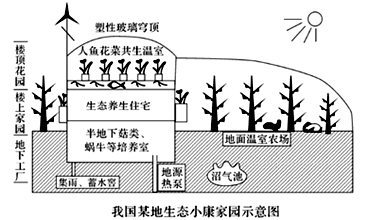 塑性玻璃穹顶
人鱼花菜共生温室
楼顶花园
楼上家园
地下工厂
生态养生住宅
半地下菇类、
蜗牛等培养室
地面温室农场
集雨、蓄水窖
地源
热泵
沼气池
我国某地生态小康家园示意图